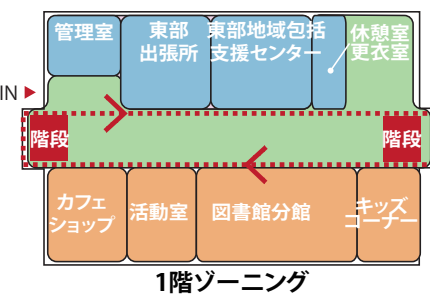 管理室
東部
出張所
東部地域包括
支援センター
休憩室
更衣室
IN
階段
階段
カフェ
ショップ
活動室
図書館分館
キッズ
コーナー
1階ゾーニング